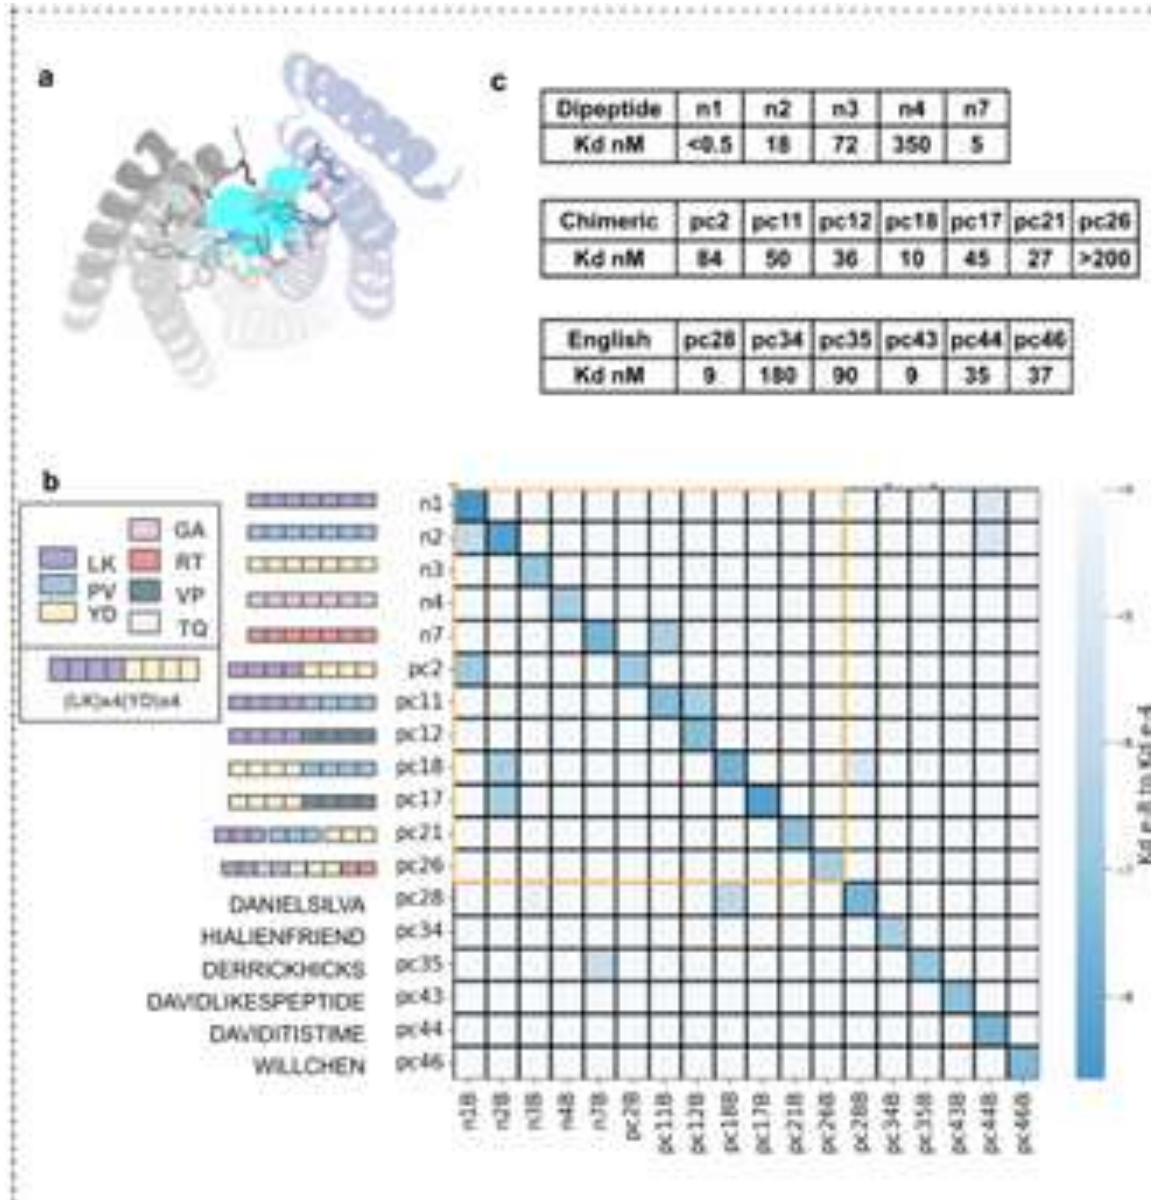 a
c
Dipeptide n1 n2 n3 n4 n7
Kd nM <0.5 18 72 350 5
Chimeric pc2 pc11 pc12 pc18 pc17 pc21 pc26
Kd nM 84 50 36 10 45 27 >200
English pc28 pc34 pc35 pc43 pc44 pc46
Kd nM 9 180 90 9 35 37
b
GA
LK RT
PV VP
YD TQ
(LK)x4(YD)x4
n1
n2
n3
n4
n7
pc2
pc11
pc12
pc18
pc17
pc21
pc26
DANIELSILVA pc28
HIALIENFRIEND pc34
DERRICKHICKS pc35
DAVIDLIKESPEPTIDE pc43
DAVIDITISTIME pc44
WILLCHEN pc46
n1B n2B n3B n4B n7B pc2B pc11B pc12B pc18B pc17B pc21B pc26B pc28B pc34B pc35B pc43B pc44B pc46B
Kd e-8 to Kd e-4